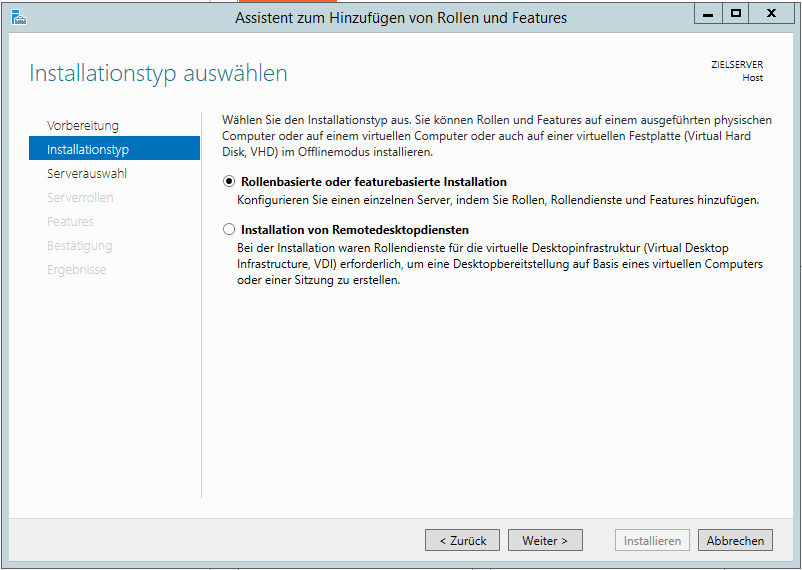 Assistent zum Hinzufügen von Rollen und Features
Installationstyp auswählen
ZIELSERVER
Host
Vorbereitung
Installationstyp
Serverauswahl
Serverrollen
Features
Bestätigung
Ergebnisse
Wählen Sie den Installationstyp aus. Sie können Rollen und Features auf einem ausgeführten physischen
Computer oder auf einem virtuellen Computer oder auch auf einer virtuellen Festplatte (Virtual Hard
Disk, VHD) im Offlinemodus installieren.
Rollenbasierte oder featurebasierte Installation
Konfigurieren Sie einen einzelnen Server, indem Sie Rollen, Rollendienste und Features hinzufügen.
Installation von Remotedesktopdiensten
Bei der Installation waren Rollendienste für die virtuelle Desktopinfrastruktur (Virtual Desktop
Infrastructure, VDI) erforderlich, um eine Desktopbereitstellung auf Basis eines virtuellen Computers
oder einer Sitzung zu erstellen.
< Zurück
Weiter >
Installieren
Abbrechen